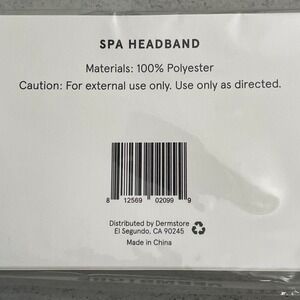 SPA HEADBAND
Materials: 100% Polyester
Caution: For external use only. Use only as directed.
8 12569 02099 9
Distributed by Dermstore
El Segundo, CA 90245
Made in China